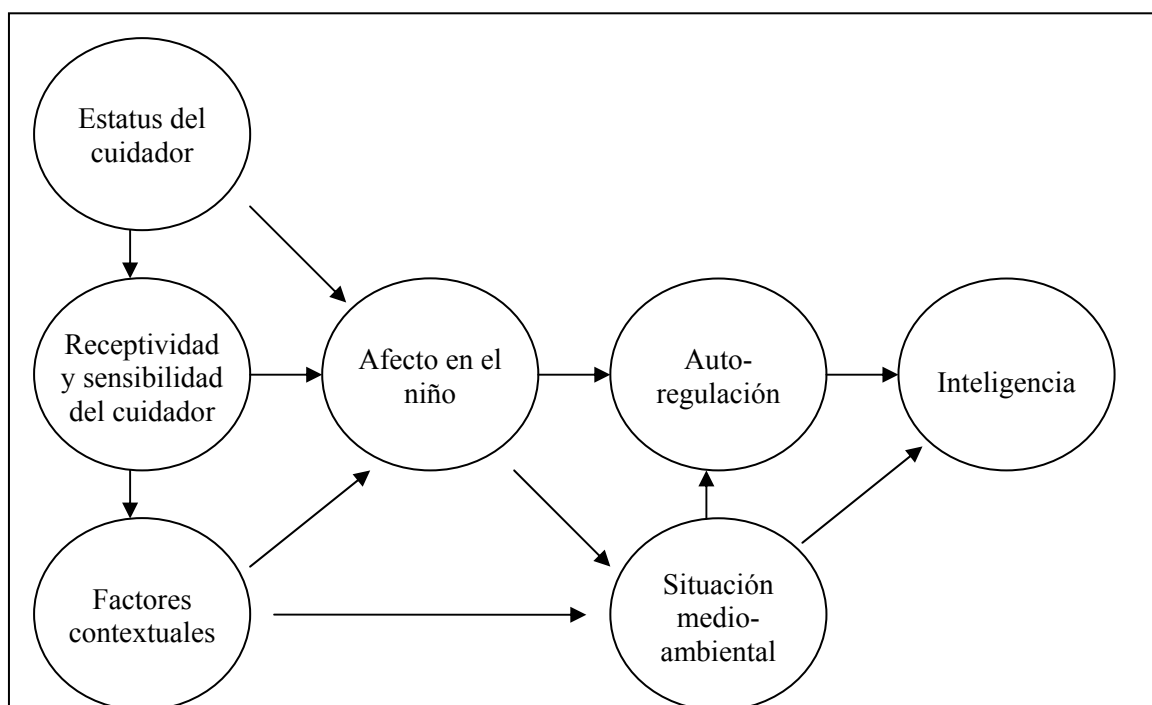 Estatus del
cuidador
Receptividad
y sensibilidad
del cuidador
Afecto en el
niño
Auto-
regulación
Inteligencia
Factores
contextuales
Situación
medio-
ambiental